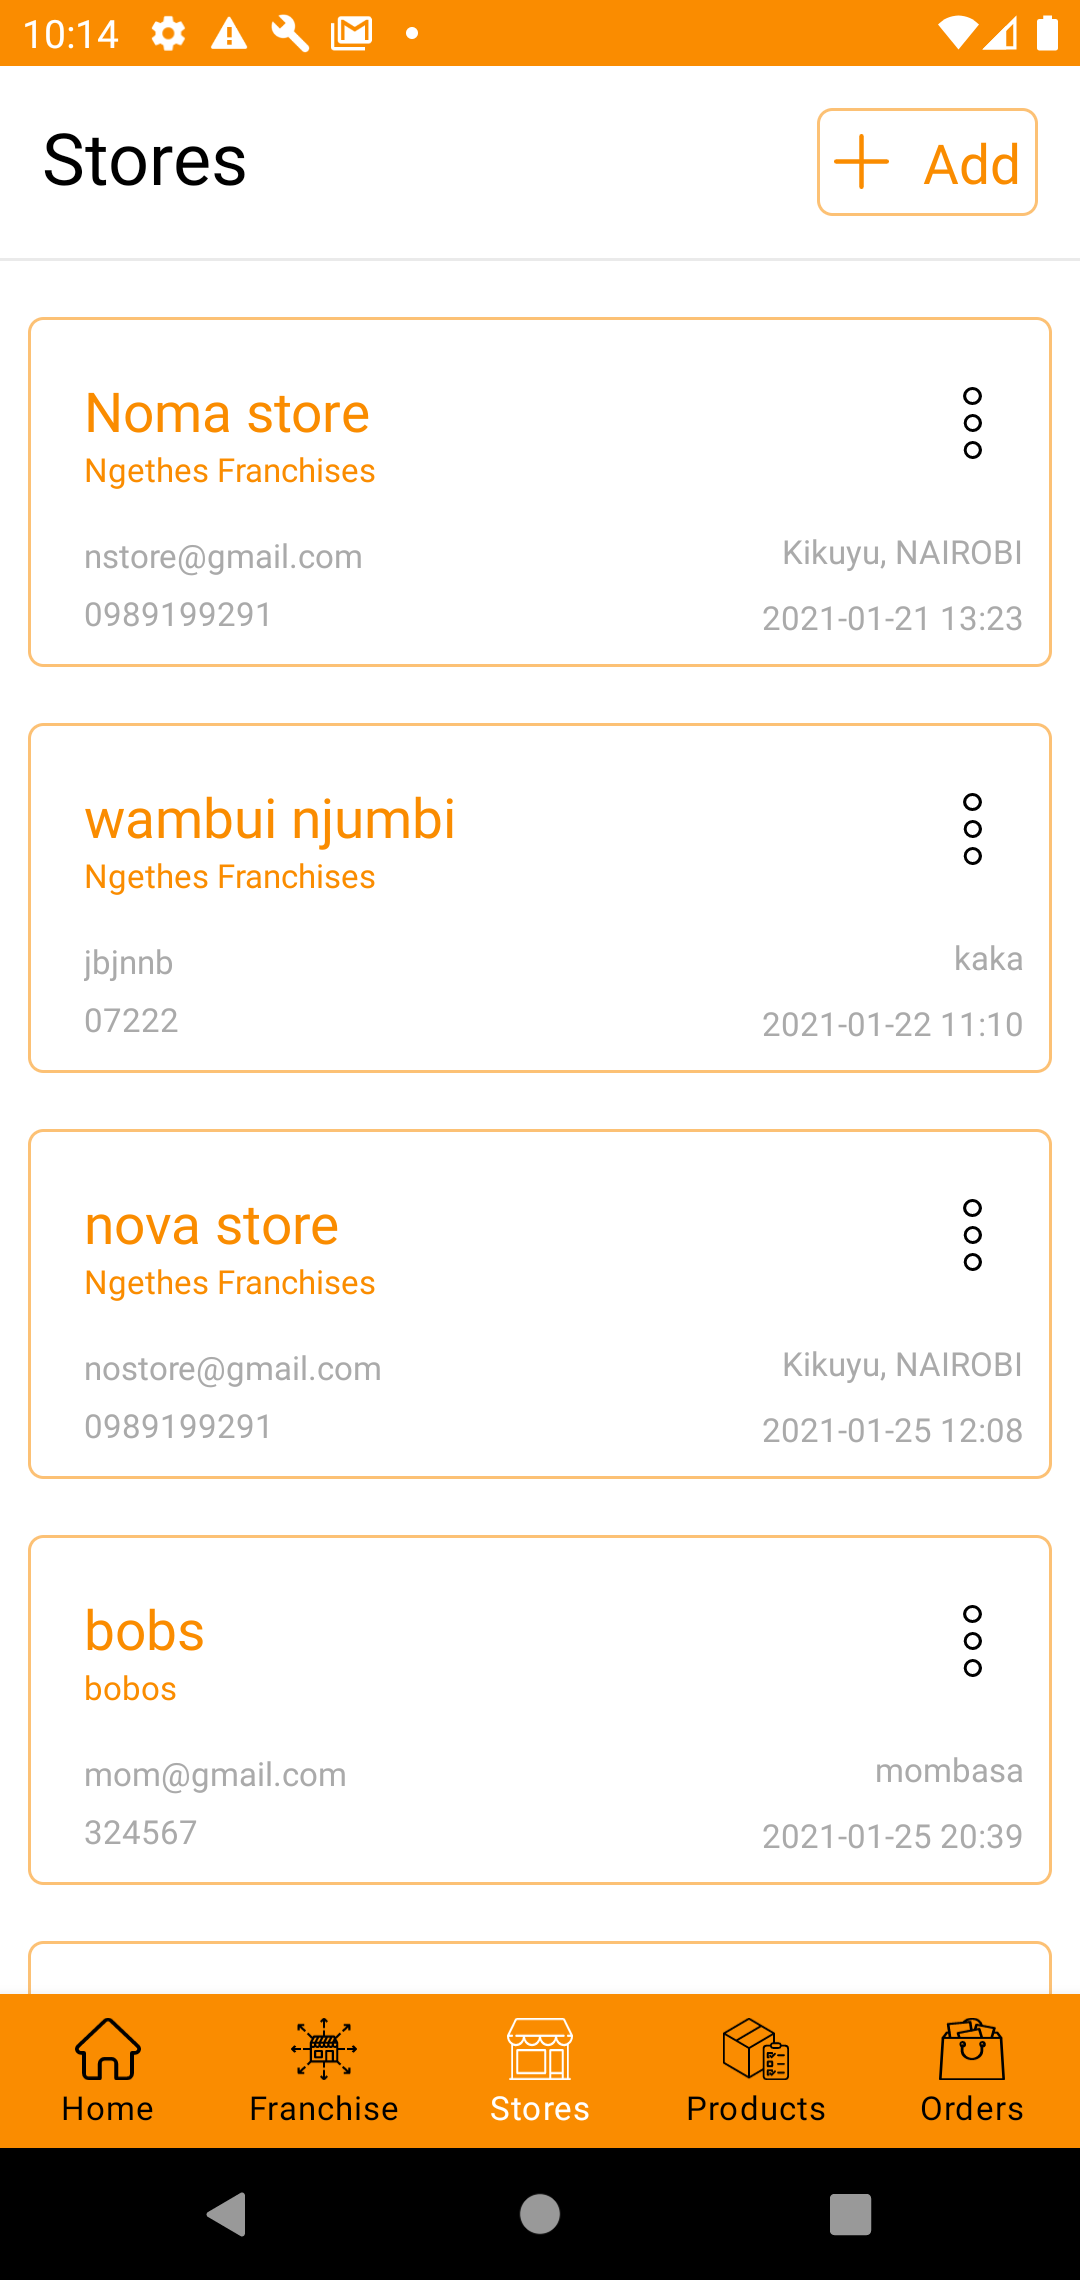 10:14
Stores
Add
Noma store
Ngethes Franchises
nstore@gmail.com
Kikuyu, NAIROBI
0989199291
2021-01-21 13:23
wambui njumbi
Ngethes Franchises
jbjnnb
kaka
07222
2021-01-22 11:10
nova store
Ngethes Franchises
nostore@gmail.com
Kikuyu, NAIROBI
0989199291
2021-01-25 12:08
bobs
bobos
mom@gmail.com
mombasa
324567
2021-01-25 20:39
Home Franchise Stores Products Orders